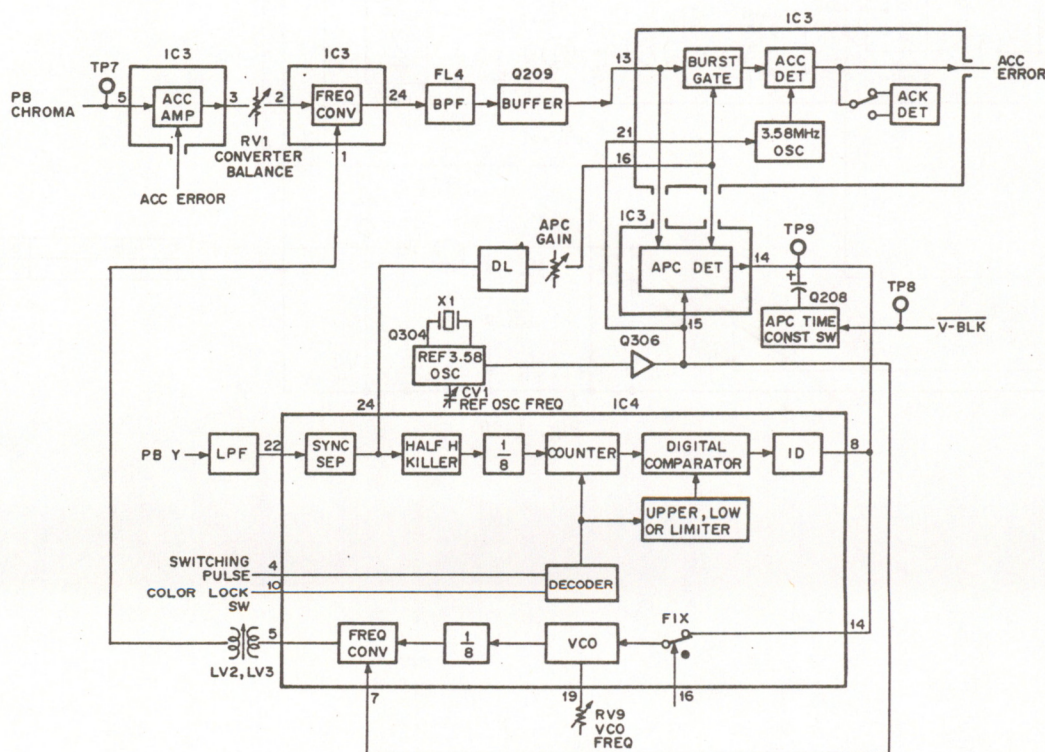 IC3
TP7
PB
CHROMA
5
ACC
AMP
3
ACC ERROR
RV1
CONVERTER
BALANCE
IC3
2
FREQ
CONV
24
1
FL4
BPF
Q209
BUFFER
IC3
13
BURST
GATE
ACC
DET
ACC
ERROR
ACK
DET
21
3.58MHz
OSC
16
IC3
APC
GAIN
DL
APC DET
14
TP9
+
Q208
TP8
APC TIME
CONST SW
V-BLK
15
X1
Q304
REF 3.58
OSC
Q306
CV1
REF OSC FREQ
24
IC4
PB Y
LPF
22
SYNC
SEP
HALF H
KILLER
1
8
COUNTER
DIGITAL
COMPARATOR
ID
8
UPPER, LOW
OR LIMITER
SWITCHING
PULSE
4
COLOR LOCK
SW
10
DECODER
FIX
14
LV2, LV3
5
FREQ
CONV
1
8
VCO
7
19
16
RV9
VCO
FREQ